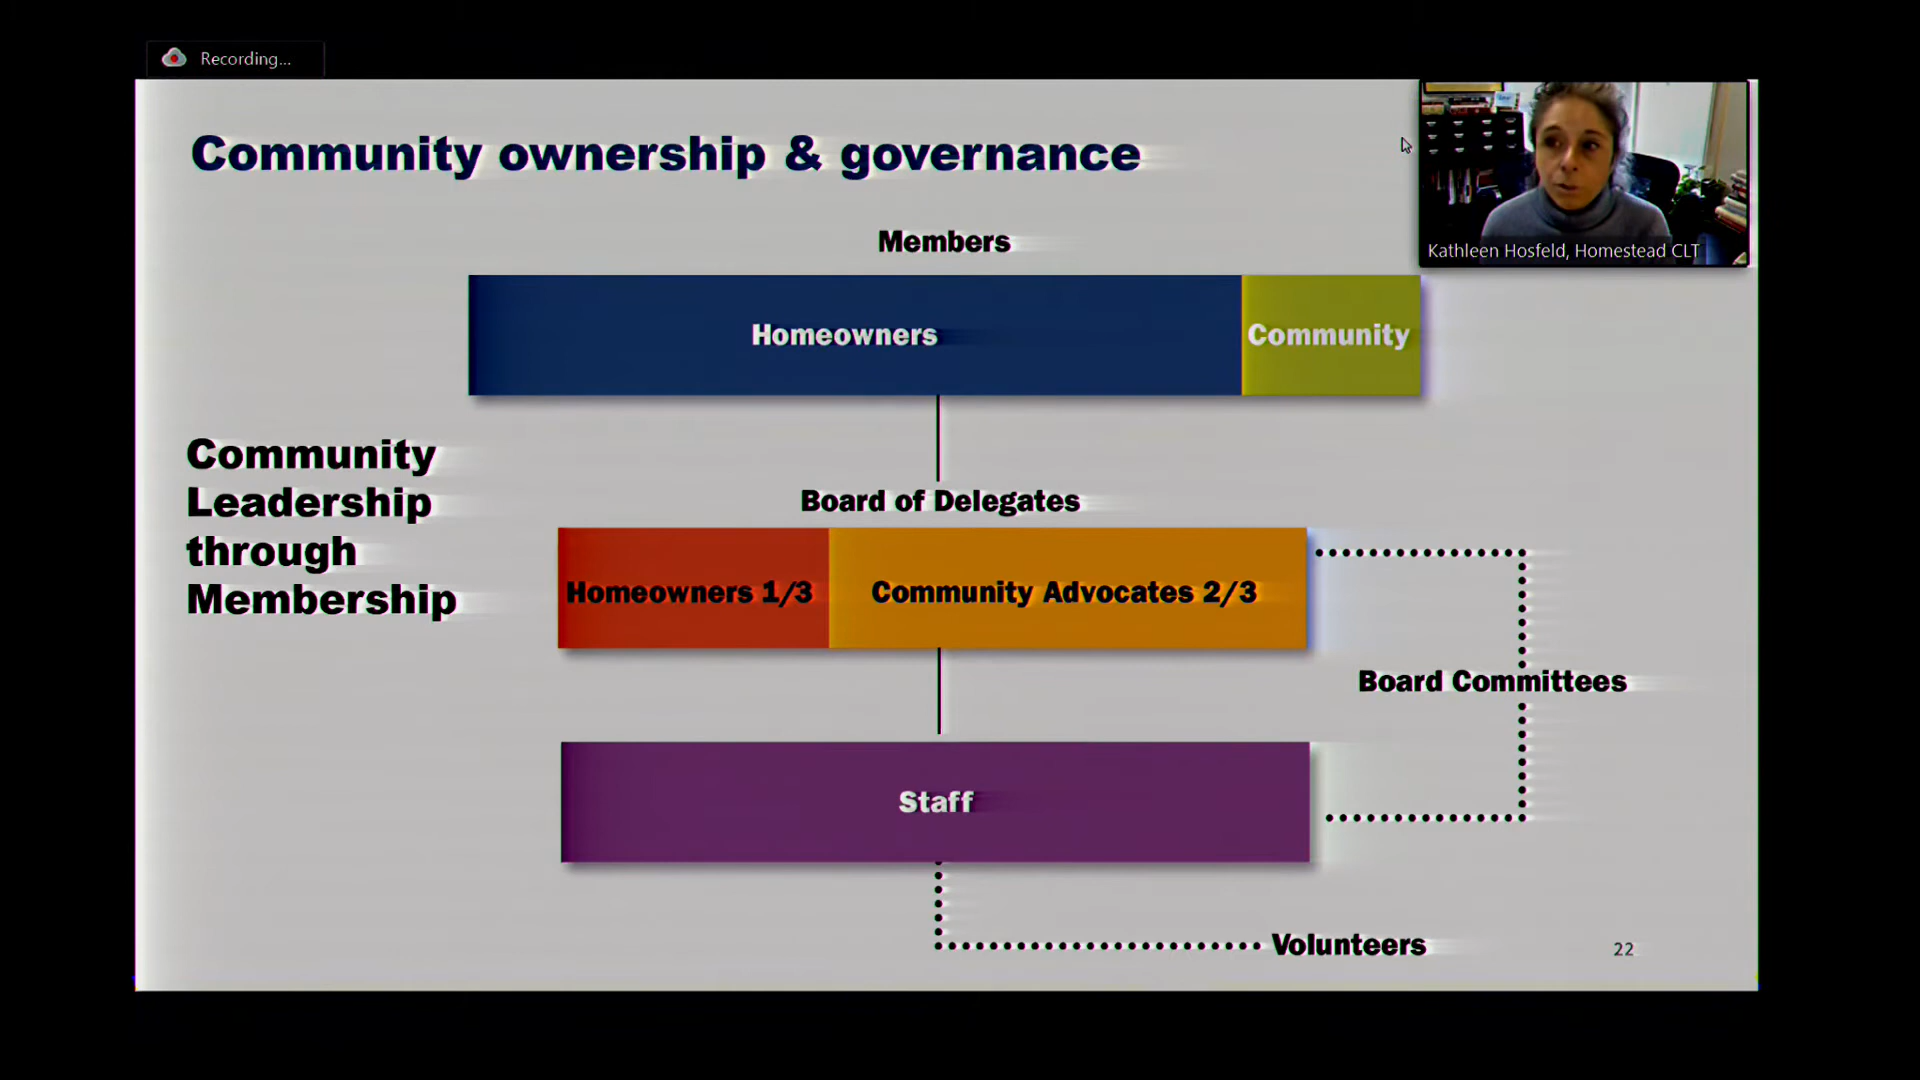 Recording...
Community ownership & governance
Kathleen Hosfeld, Homestead CLT
Members
Homeowners
Community
Community
Leadership
through
Membership
Board of Delegates
Homeowners 1/3
Community Advocates 2/3
Board Committees
Staff
Volunteers
22